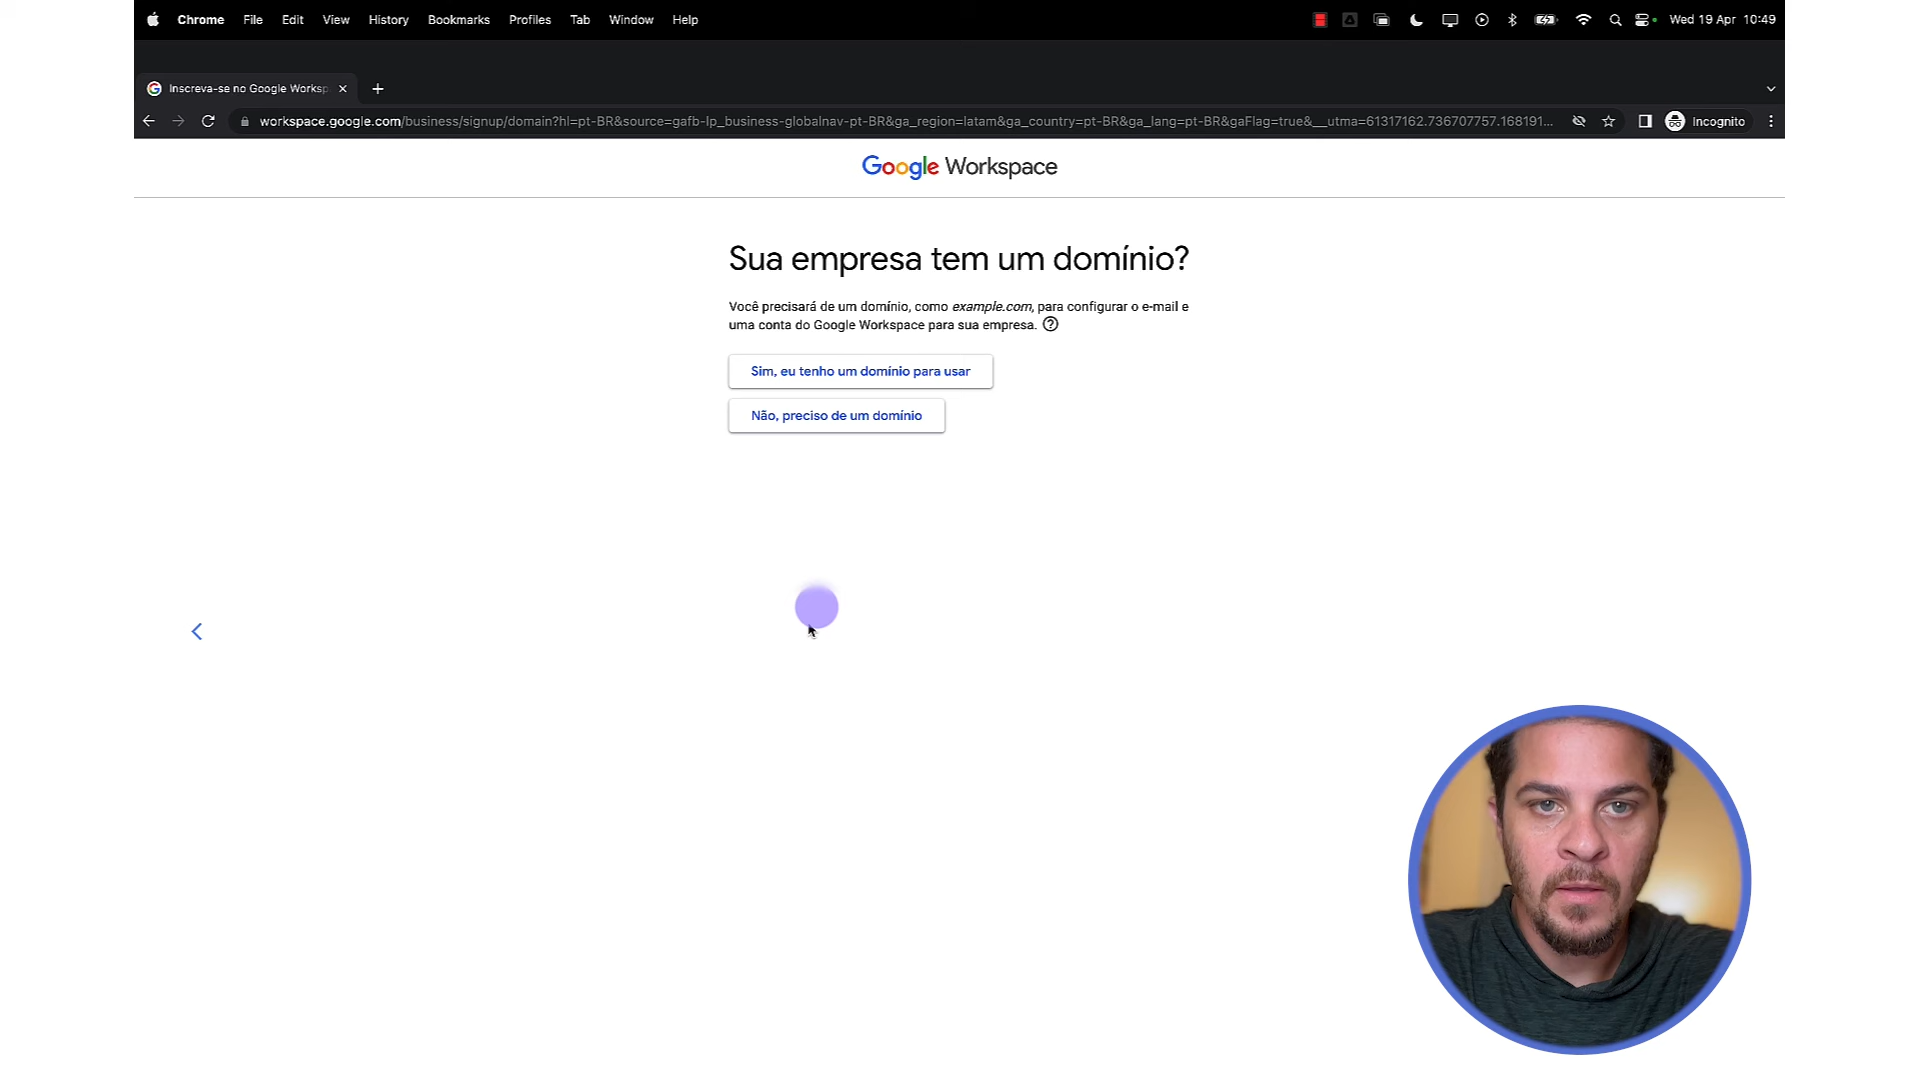 Chrome File Edit View History Bookmarks Profiles Tab Window Help Wed 19 Apr 10:49
Inscreva-se no Google Worksp
workspace.google.com/business/signup/domain?hl=pt-BR&source=gafb-lp_business-globalnav-pt-BR&ga_region=latam&ga_country=pt-BR&ga_lang=pt-BR&gaFlag=true&__utma=61317162.736707757.168191... Incognito
Google Workspace
Sua empresa tem um domínio?
Você precisará de um domínio, como example.com, para configurar o e-mail e
uma conta do Google Workspace para sua empresa.
Sim, eu tenho um domínio para usar
Não, preciso de um domínio